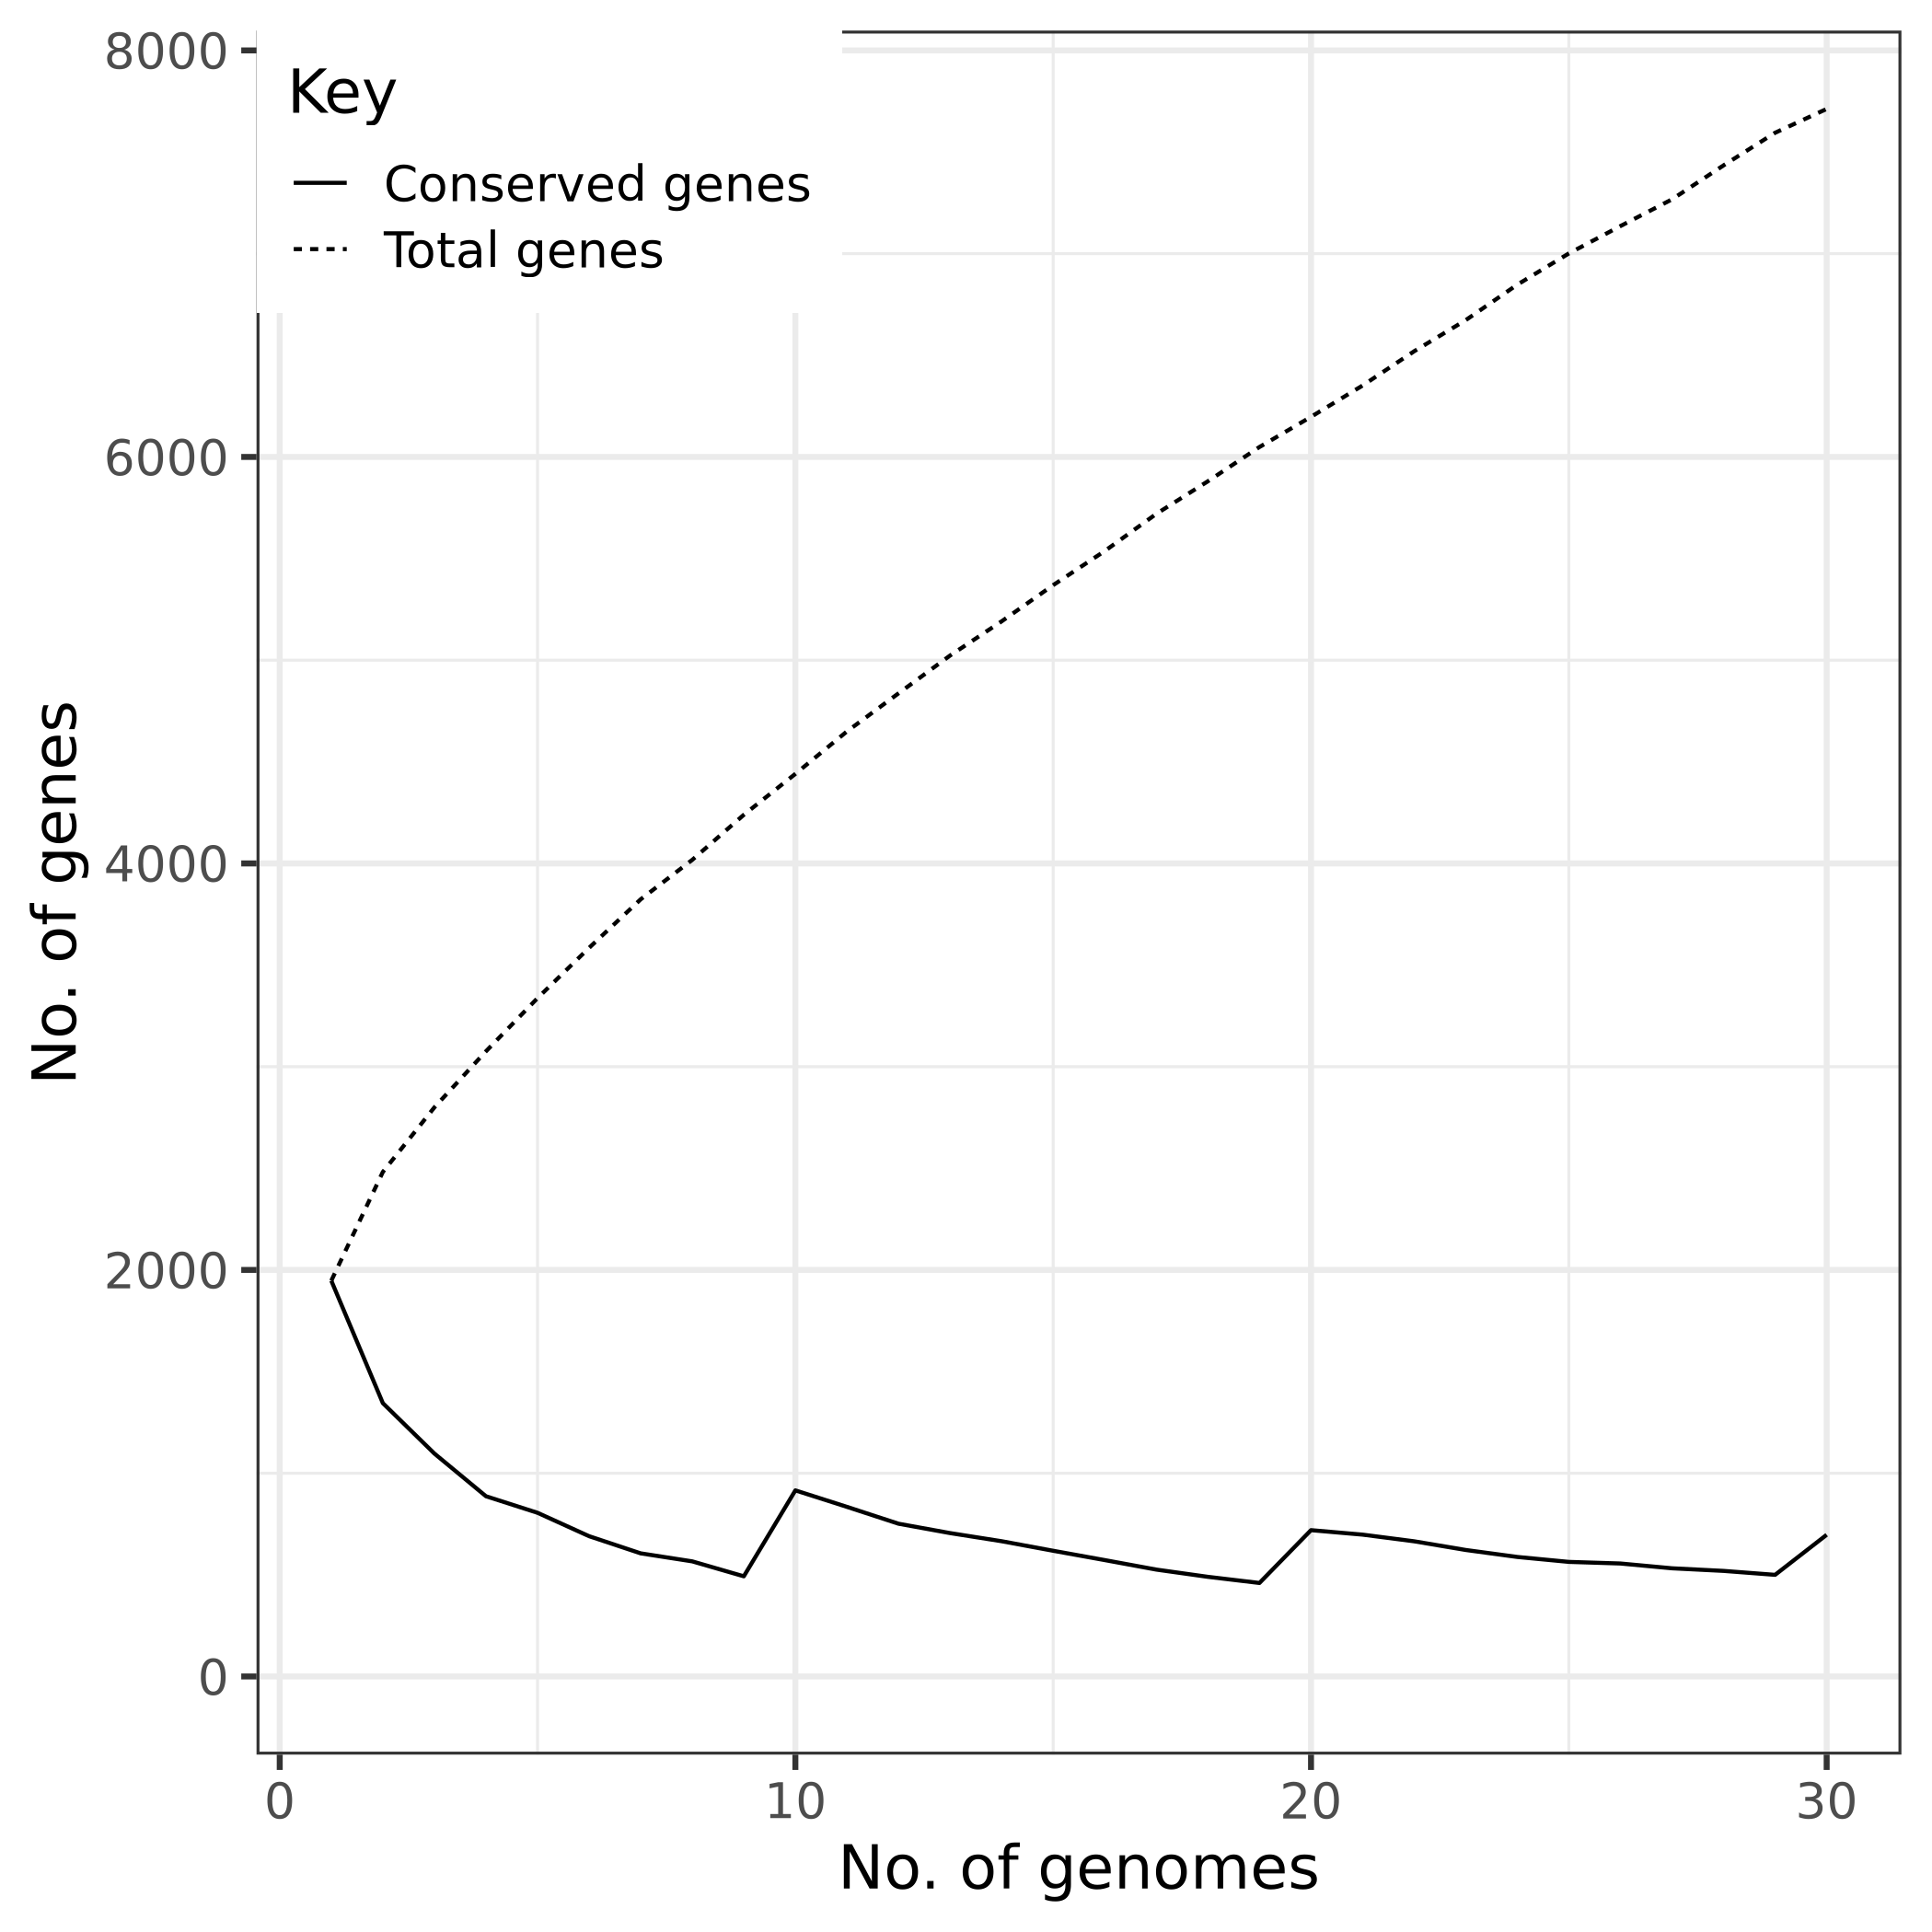 Key
Conserved genes
Total genes
No. of genes
8000
6000
4000
2000
0
0 10 20 30
No. of genomes